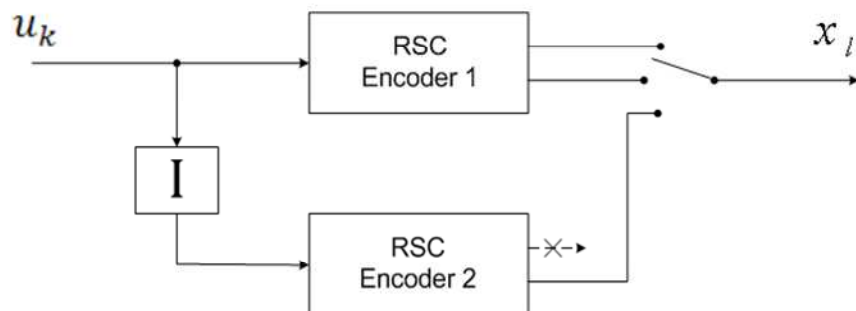 u_k
RSC
Encoder 1
x_l
I
RSC
Encoder 2